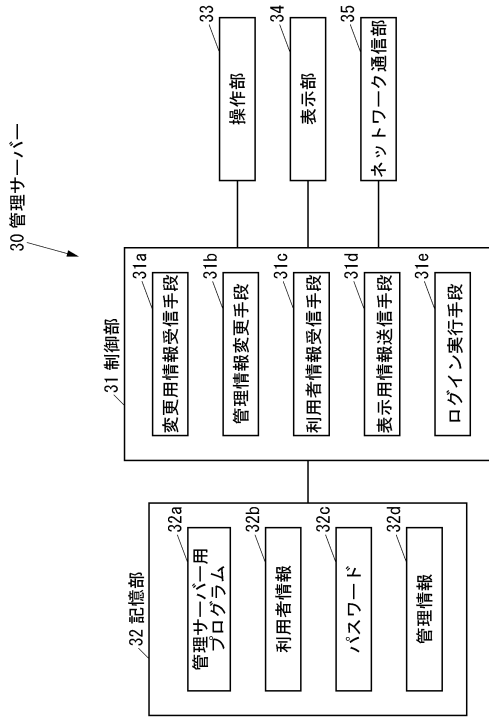 30 管理サーバー
32 記憶部
32a
管理サーバー用
プログラム
32b
利用者情報
32c
パスワード
32d
管理情報
31 制御部
31a
変更用情報受信手段
31b
管理情報変更手段
31c
利用者情報受信手段
31d
表示用情報送信手段
31e
ログイン実行手段
33
操作部
34
表示部
35
ネットワーク通信部